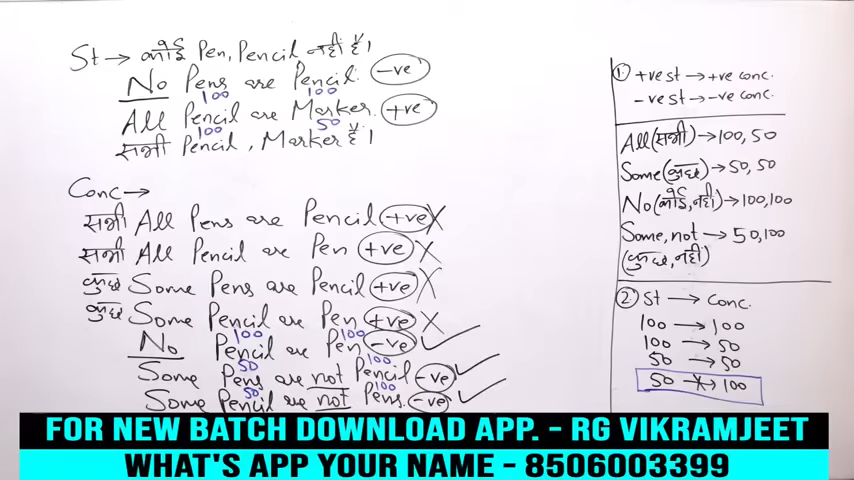 St → कोई Pen, Pencil नहीं है।
No Pens are Pencil. -ve
100 100
All Pencil are Marker. +ve
100 50
सभी Pencil, Marker है।
Conc →
सभी All Pens are Pencil +ve X
सभी All Pencil are Pen +ve X
कुछ Some Pens are Pencil +ve X
कुछ Some Pencil are Pen +ve X
No Pencil are Pen -ve ✓
100 100
Some Pens are not Pencil -ve ✓
50 100
Some Pencil are not Pens. -ve ✓
50 100
1. +ve st → +ve conc.
-ve st → -ve conc.
All (सभी) → 100, 50
Some (कुछ) → 50, 50
No (कोई, नहीं) → 100, 100
Some, not → 50, 100
(कुछ, नहीं)
2. St → Conc.
100 → 100
100 → 50
50 → 50
50 -X→ 100
FOR NEW BATCH DOWNLOAD APP. - RG VIKRAMJEET
WHAT'S APP YOUR NAME - 8506003399